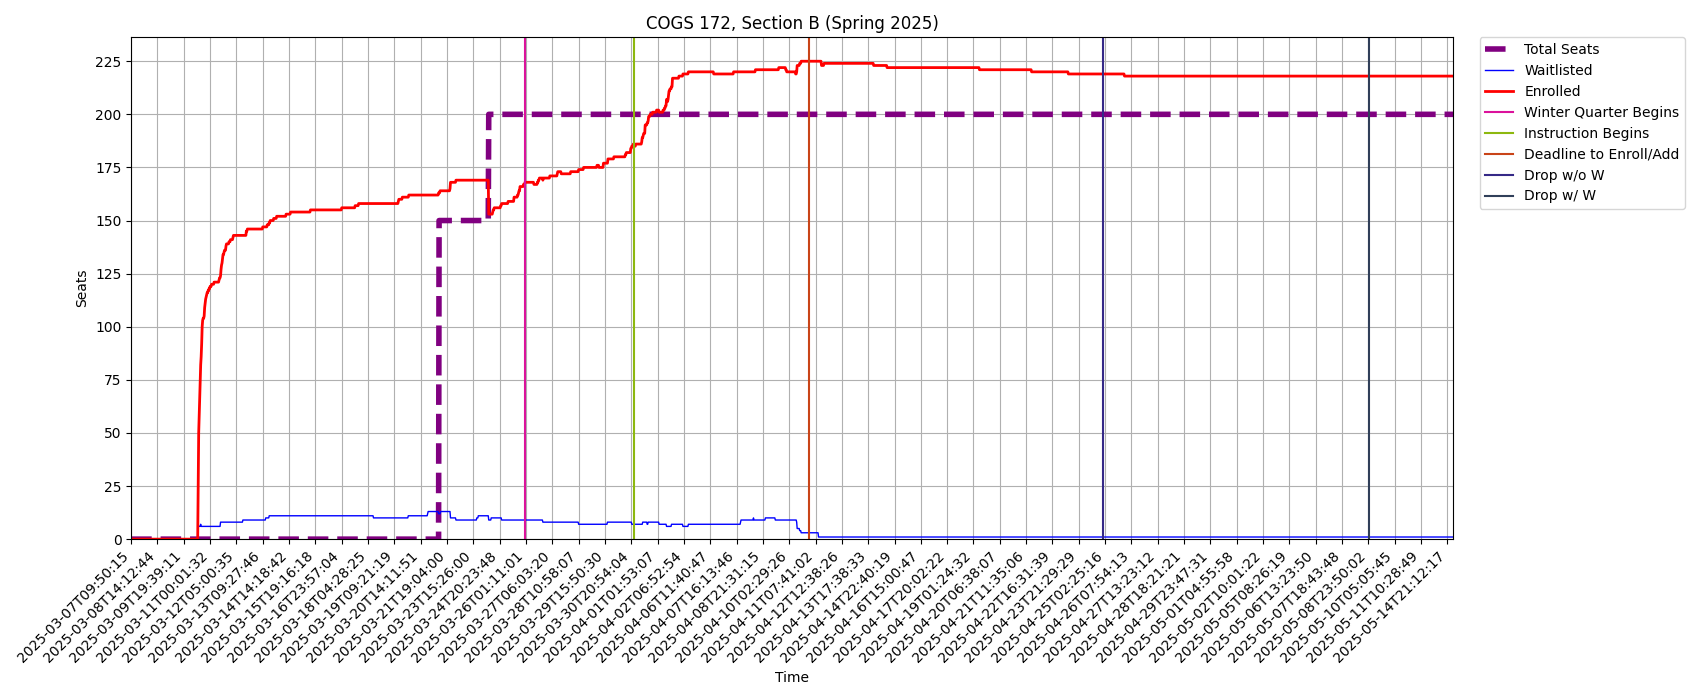 COGS 172, Section B (Spring 2025)
Seats
225
200
175
150
125
100
75
50
25
0
2025-03-07T09:50:15
2025-03-08T14:12:44
2025-03-09T19:39:11
2025-03-11T00:01:32
2025-03-12T05:00:35
2025-03-13T09:27:46
2025-03-14T14:18:42
2025-03-15T19:16:18
2025-03-16T23:57:04
2025-03-18T04:28:25
2025-03-19T09:21:19
2025-03-20T14:11:51
2025-03-21T19:04:00
2025-03-23T15:26:00
2025-03-24T20:23:48
2025-03-26T01:11:01
2025-03-27T06:03:20
2025-03-28T10:58:07
2025-03-29T15:50:30
2025-03-30T20:54:04
2025-04-01T01:53:07
2025-04-02T06:52:54
2025-04-06T11:40:47
2025-04-07T16:13:46
2025-04-08T21:31:15
2025-04-10T02:29:26
2025-04-11T07:41:02
2025-04-12T12:38:26
2025-04-13T17:38:33
2025-04-14T22:40:19
2025-04-16T15:00:47
2025-04-17T20:02:22
2025-04-19T01:24:32
2025-04-20T06:38:07
2025-04-21T11:35:06
2025-04-22T16:31:39
2025-04-23T21:29:29
2025-04-25T02:25:16
2025-04-26T07:54:13
2025-04-27T13:23:12
2025-04-28T18:21:21
2025-04-29T23:47:31
2025-05-01T04:55:58
2025-05-02T10:01:22
2025-05-05T08:26:19
2025-05-06T13:23:50
2025-05-07T18:43:48
2025-05-08T23:50:02
2025-05-10T05:05:45
2025-05-11T10:28:49
2025-05-14T21:12:17
Time
Total Seats
Waitlisted
Enrolled
Winter Quarter Begins
Instruction Begins
Deadline to Enroll/Add
Drop w/o W
Drop w/ W